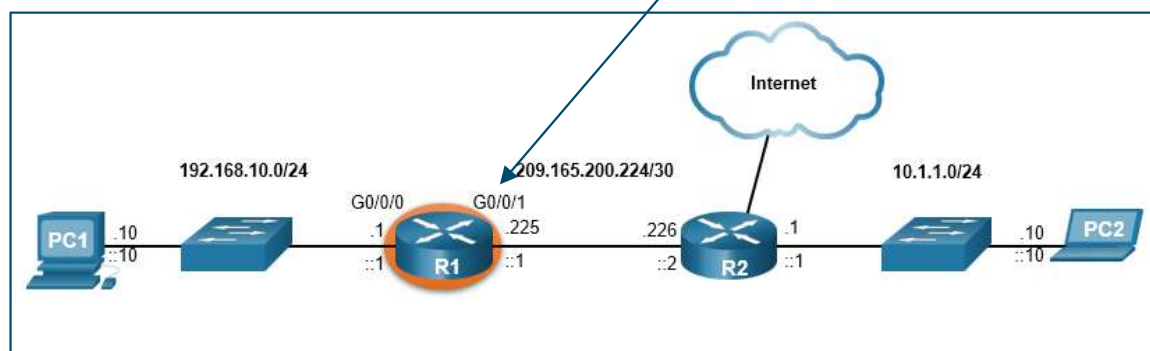 Internet
192.168.10.0/24
209.165.200.224/30
10.1.1.0/24
G0/0/0
G0/0/1
PC1
.10
::10
.1
::1
R1
.225
::1
.226
::2
R2
.1
::1
.10
::10
PC2